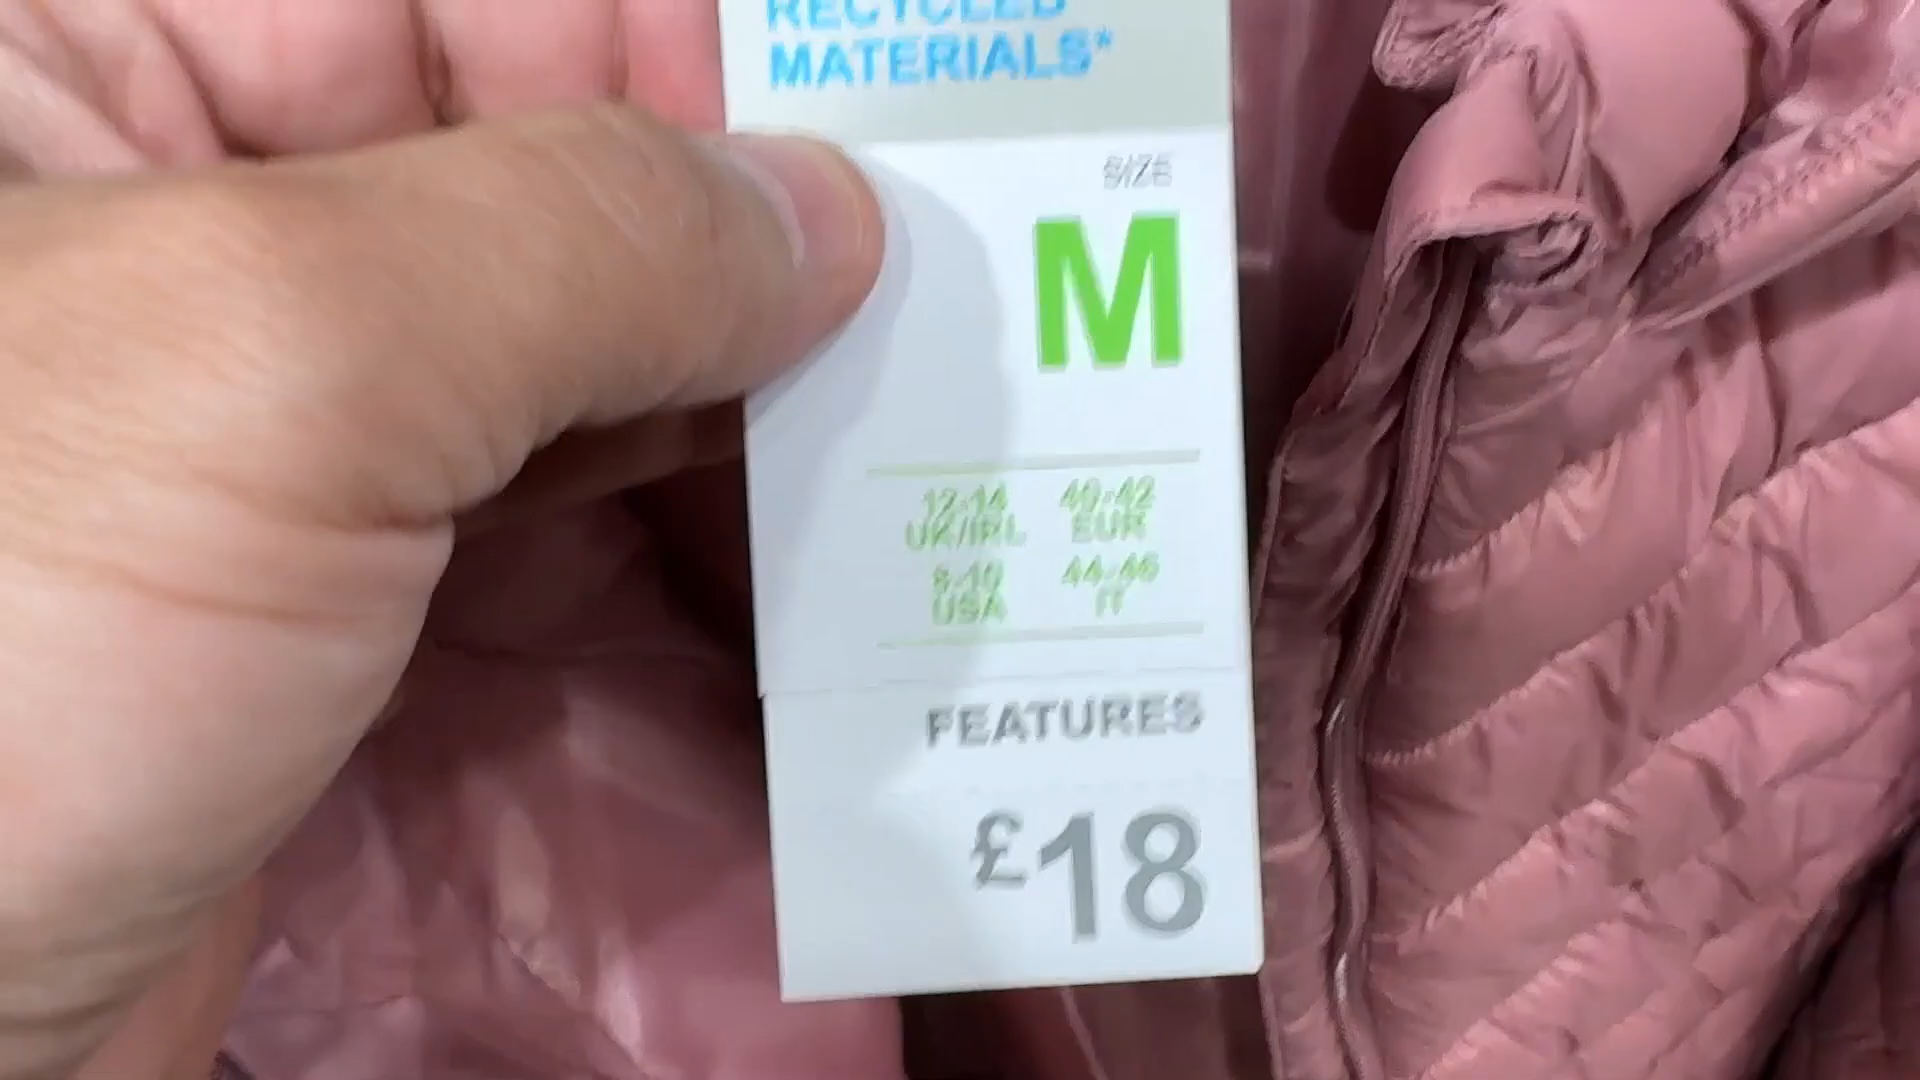 RECYCLED
MATERIALS*
SIZE
M
12-14 40-42
UK/IRL EUR
8-10 44-46
USA IT
FEATURES
£18